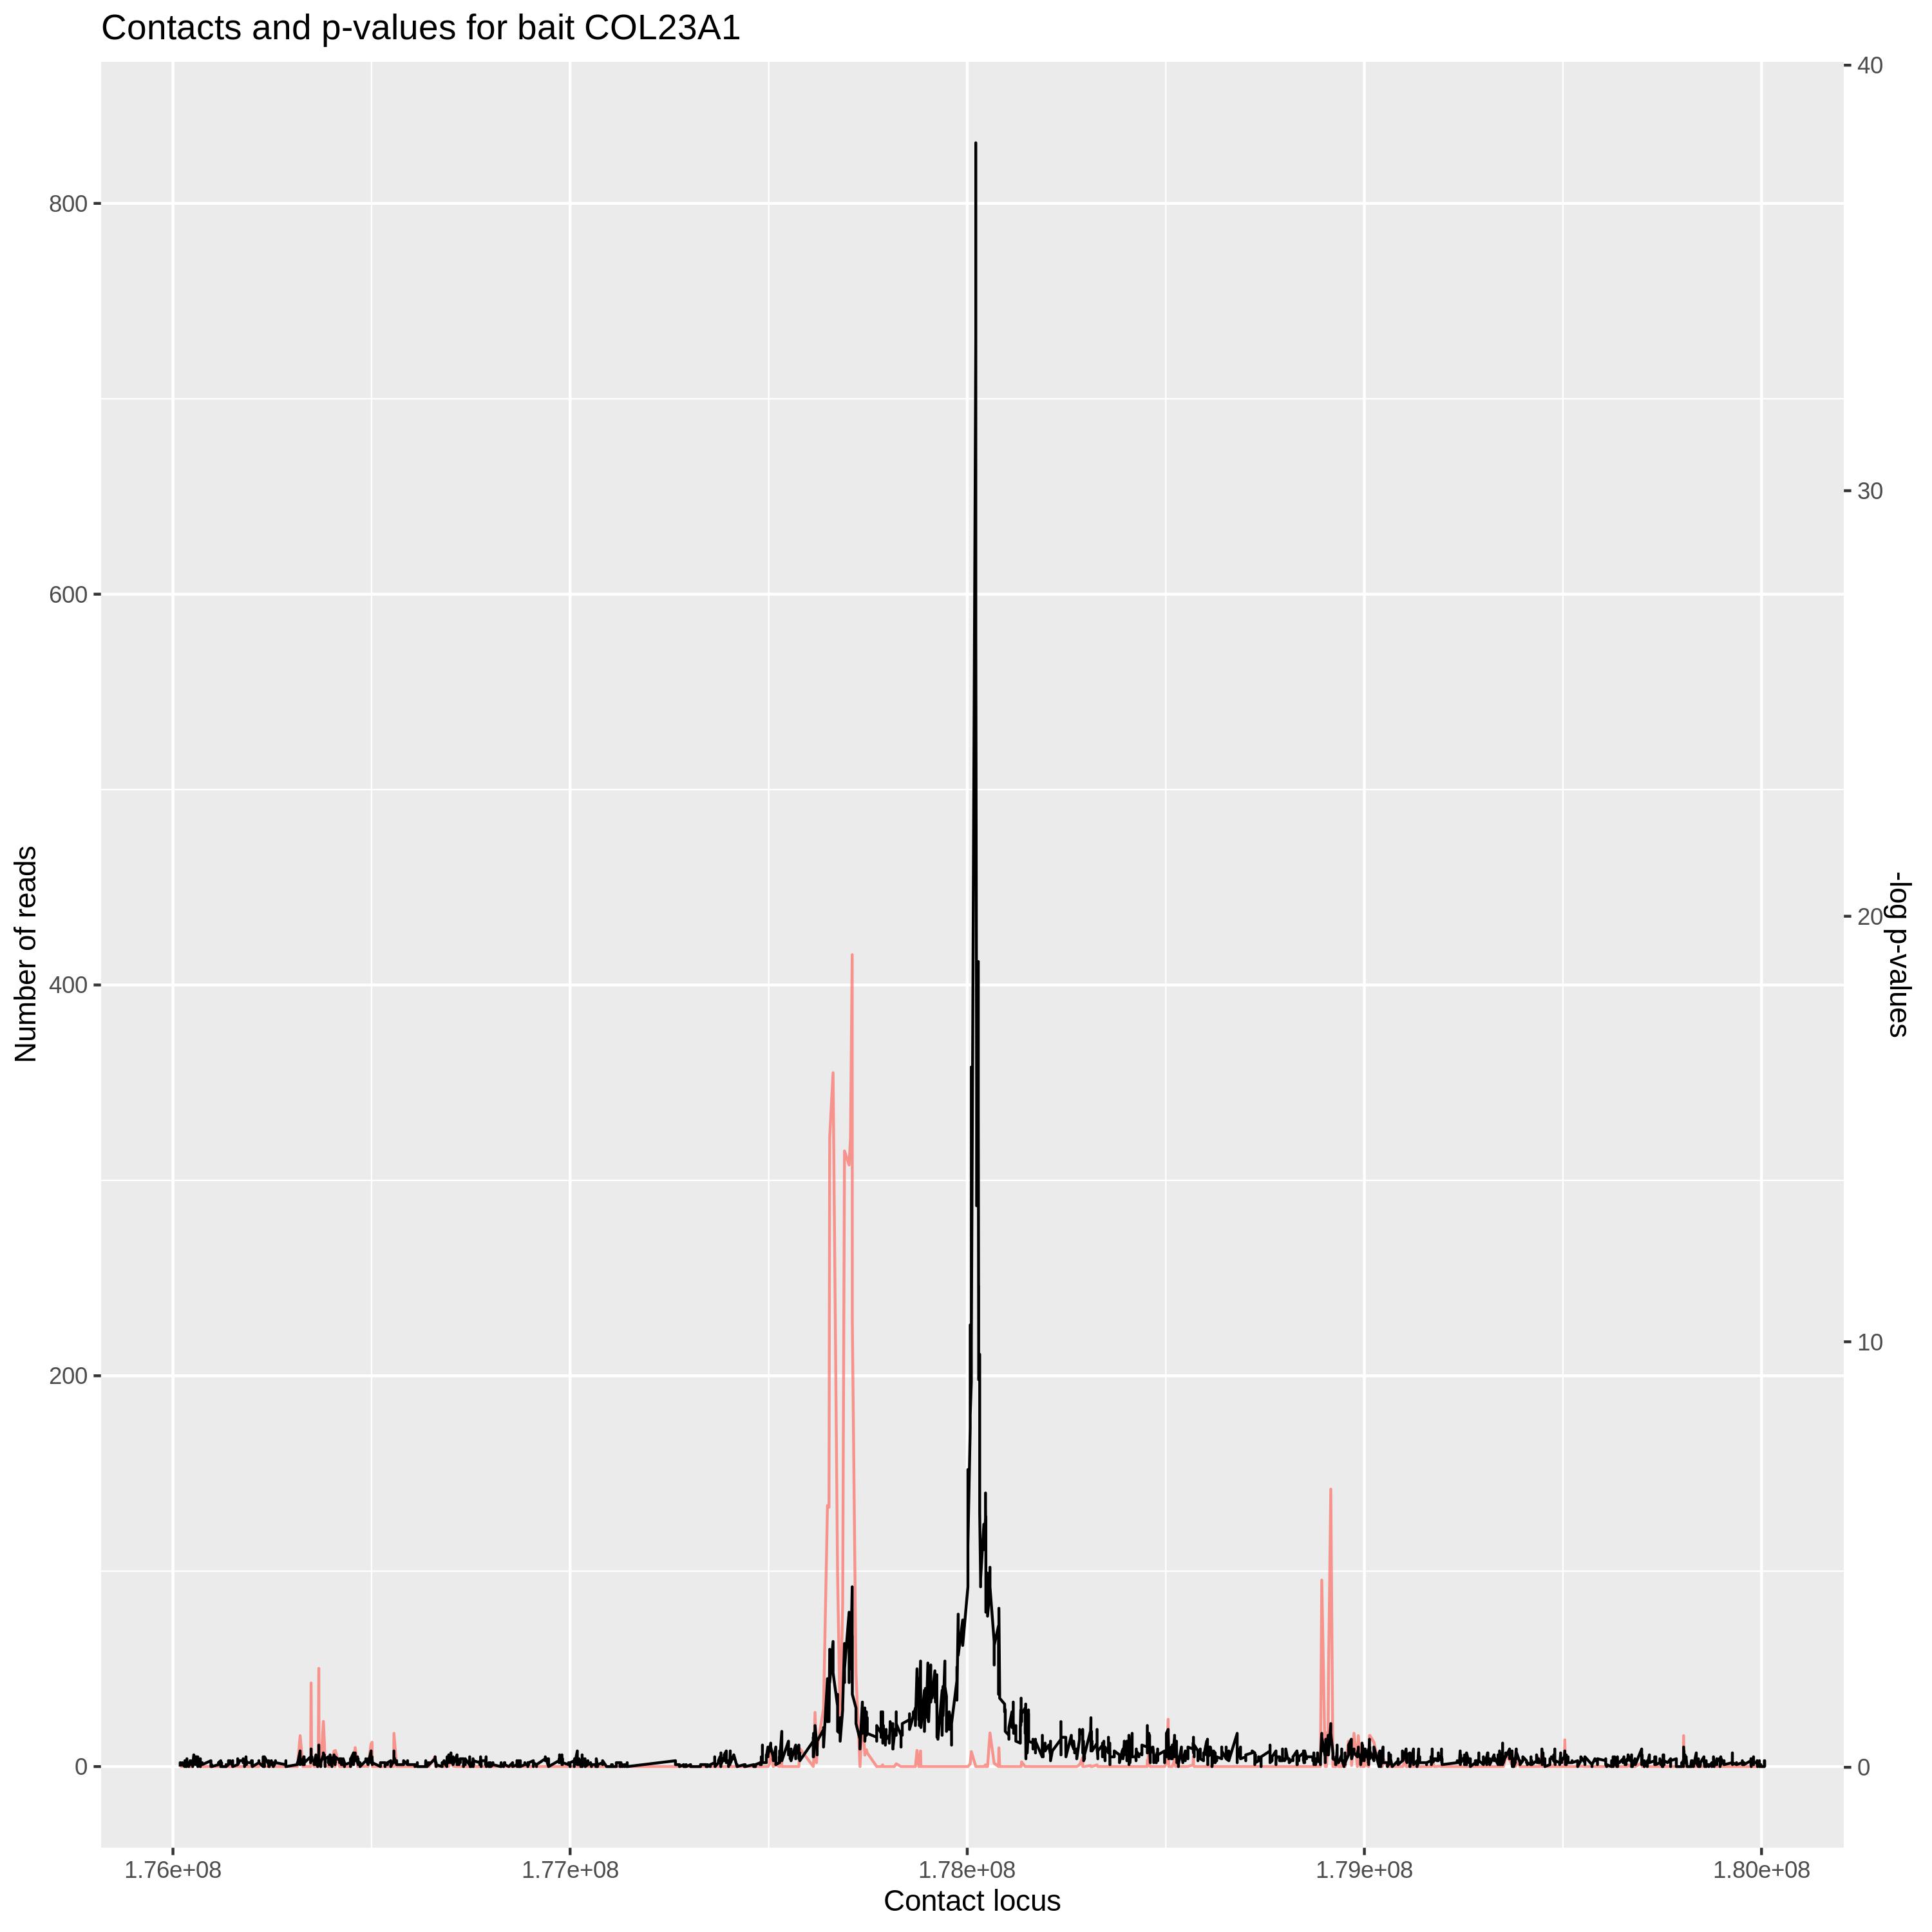 Contacts and p-values for bait COL23A1
Number of reads
800
600
400
200
0
40
30
20
10
0
-log p-values
1.76e+08
1.77e+08
1.78e+08
1.79e+08
1.80e+08
Contact locus